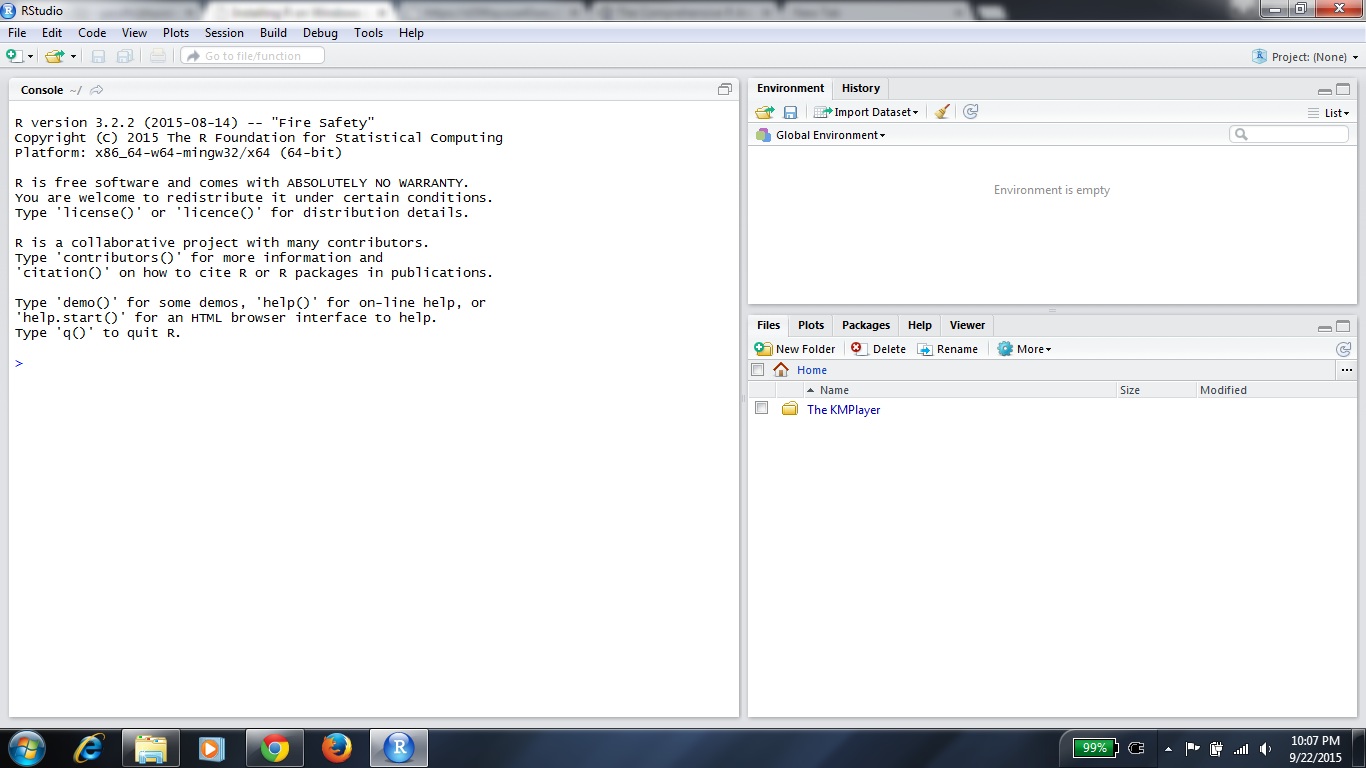 RStudio
Installing R on Windows
New Tab
File Edit Code View Plots Session Build Debug Tools Help
Go to file/function
Project: (None)
Console ~/
R version 3.2.2 (2015-08-14) -- "Fire Safety"
Copyright (C) 2015 The R Foundation for Statistical Computing
Platform: x86_64-w64-mingw32/x64 (64-bit)
R is free software and comes with ABSOLUTELY NO WARRANTY.
You are welcome to redistribute it under certain conditions.
Type 'license()' or 'licence()' for distribution details.
R is a collaborative project with many contributors.
Type 'contributors()' for more information and
'citation()' on how to cite R or R packages in publications.
Type 'demo()' for some demos, 'help()' for on-line help, or
'help.start()' for an HTML browser interface to help.
Type 'q()' to quit R.
>
Environment History
Import Dataset
List
Global Environment
Environment is empty
Files Plots Packages Help Viewer
New Folder Delete Rename More
Home ...
Name Size Modified
The KMPlayer
99%
10:07 PM
9/22/2015